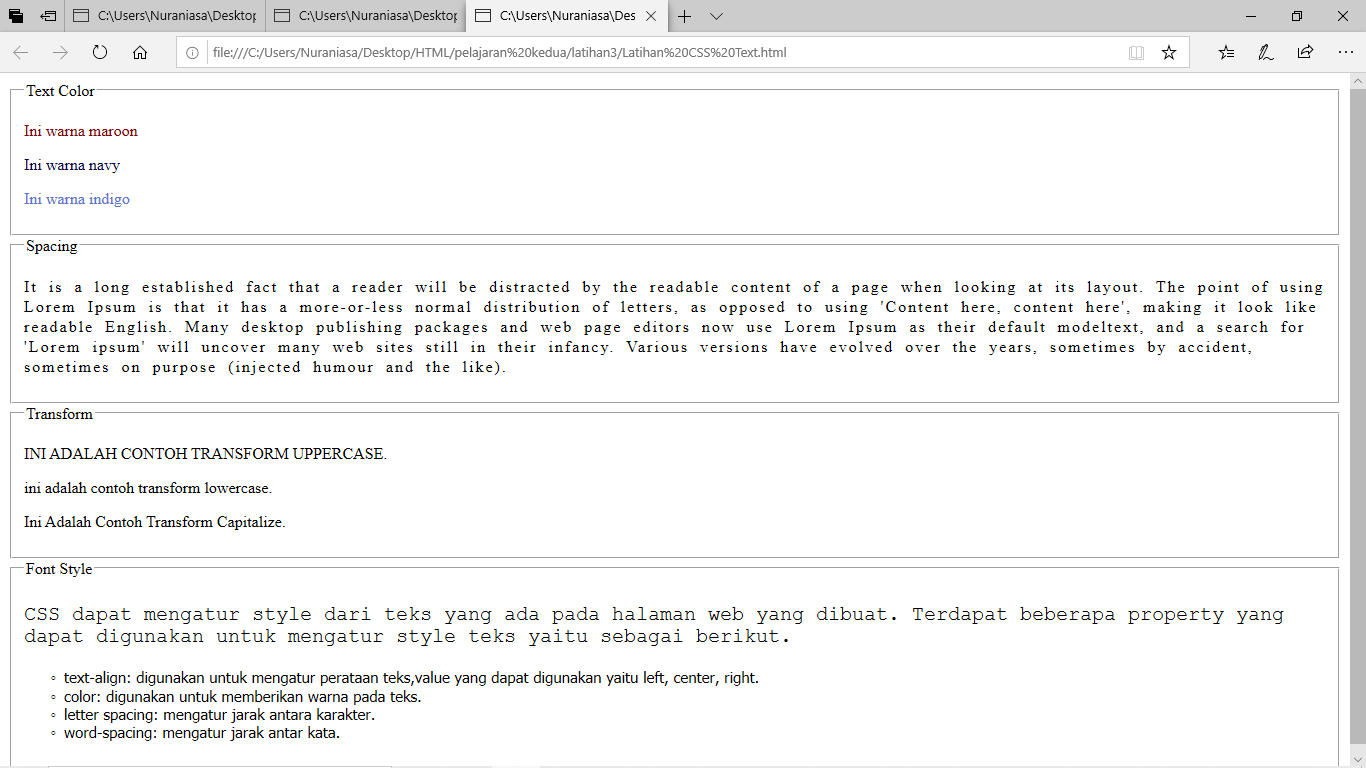 C:\Users\Nuraniasa\Desktop
C:\Users\Nuraniasa\Desktop
C:\Users\Nuraniasa\Des
file:///C:/Users/Nuraniasa/Desktop/HTML/pelajaran%20kedua/latihan3/Latihan%20CSS%20Text.html
Text Color
Ini warna maroon
Ini warna navy
Ini warna indigo
Spacing
It is a long established fact that a reader will be distracted by the readable content of a page when looking at its layout. The point of using
Lorem Ipsum is that it has a more-or-less normal distribution of letters, as opposed to using 'Content here, content here', making it look like
readable English. Many desktop publishing packages and web page editors now use Lorem Ipsum as their default modeltext, and a search for
'Lorem ipsum' will uncover many web sites still in their infancy. Various versions have evolved over the years, sometimes by accident,
sometimes on purpose (injected humour and the like).
Transform
INI ADALAH CONTOH TRANSFORM UPPERCASE.
ini adalah contoh transform lowercase.
Ini Adalah Contoh Transform Capitalize.
Font Style
CSS dapat mengatur style dari teks yang ada pada halaman web yang dibuat. Terdapat beberapa property yang
dapat digunakan untuk mengatur style teks yaitu sebagai berikut.
text-align: digunakan untuk mengatur perataan teks,value yang dapat digunakan yaitu left, center, right.
color: digunakan untuk memberikan warna pada teks.
letter spacing: mengatur jarak antara karakter.
word-spacing: mengatur jarak antar kata.